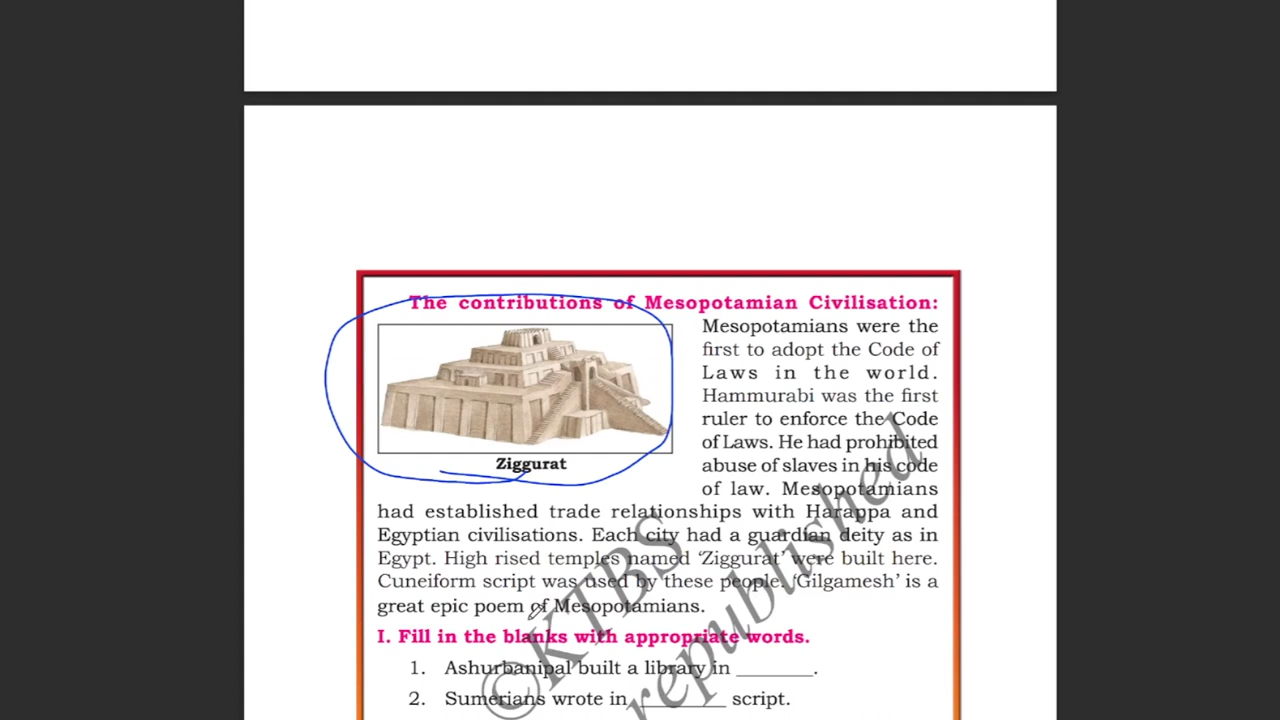 The contributions of Mesopotamian Civilisation:
Ziggurat
Mesopotamians were the
first to adopt the Code of
Laws in the world.
Hammurabi was the first
ruler to enforce the Code
of Laws. He had prohibited
abuse of slaves in his code
of law. Mesopotamians
had established trade relationships with Harappa and
Egyptian civilisations. Each city had a guardian deity as in
Egypt. High rised temples named ‘Ziggurat’ were built here.
Cuneiform script was used by these people. ‘Gilgamesh’ is a
great epic poem of Mesopotamians.
I. Fill in the blanks with appropriate words.
1. Ashurbanipal built a library in ________.
2. Sumerians wrote in _________ script.
©KTBS
republished